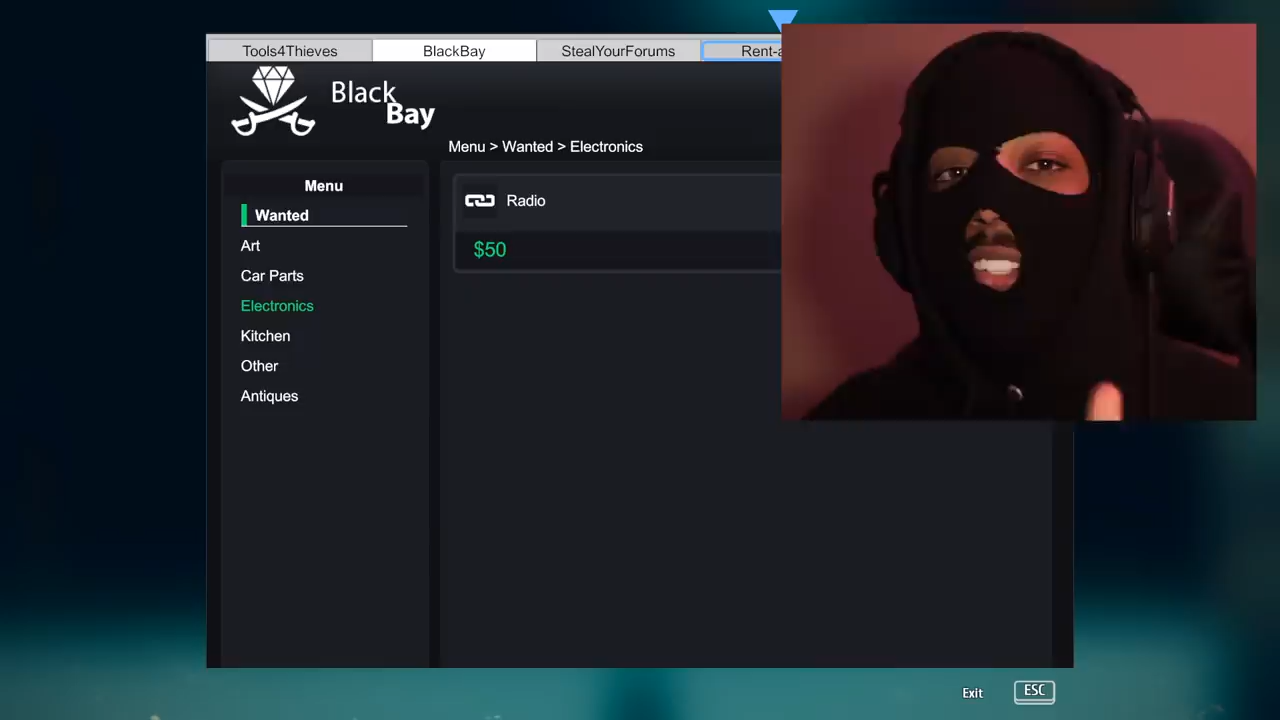 Tools4Thieves
BlackBay
StealYourForums
Rent-a
Black
Bay
Menu > Wanted > Electronics
Menu
Wanted
Art
Car Parts
Electronics
Kitchen
Other
Antiques
Radio
$50
Exit
ESC